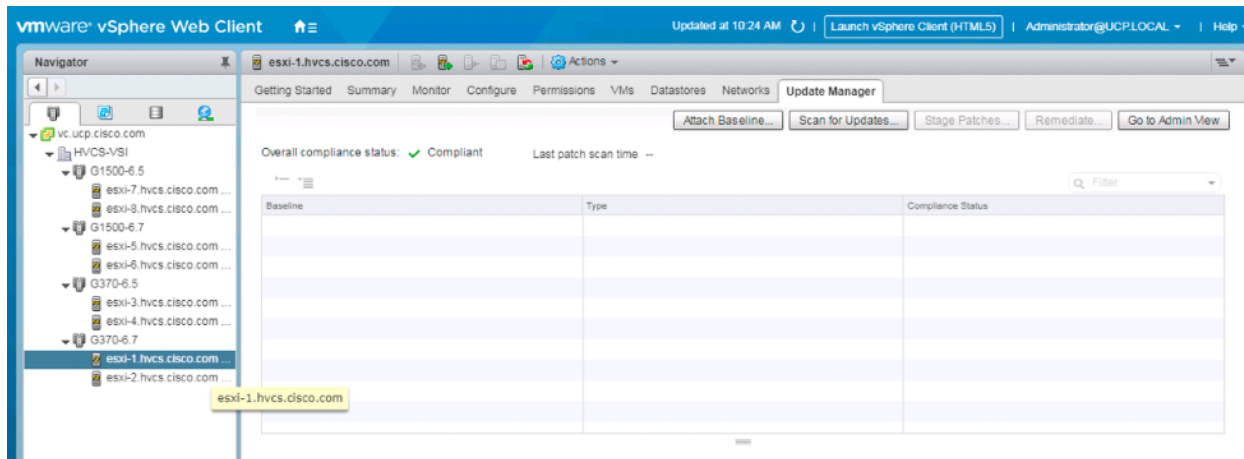 vmware® vSphere Web Client
Updated at 10:24 AM | Launch vSphere Client (HTML5) | Administrator@UCP.LOCAL | Help
Navigator
esxi-1.hvcs.cisco.com | Actions
Getting Started Summary Monitor Configure Permissions VMs Datastores Networks Update Manager
Attach Baseline... Scan for Updates... Stage Patches... Remediate... Go to Admin View
vc.ucp.cisco.com
HVCS-VSI
G1500-6.5
esxi-7.hvcs.cisco.com ...
esxi-8.hvcs.cisco.com ...
G1500-6.7
esxi-5.hvcs.cisco.com ...
esxi-6.hvcs.cisco.com ...
G370-6.5
esxi-3.hvcs.cisco.com ...
esxi-4.hvcs.cisco.com ...
G370-6.7
esxi-1.hvcs.cisco.com ...
esxi-2.hvcs.cisco.com ...
esxi-1.hvcs.cisco.com
Overall compliance status: Compliant Last patch scan time --
Filter
Baseline Type Compliance Status